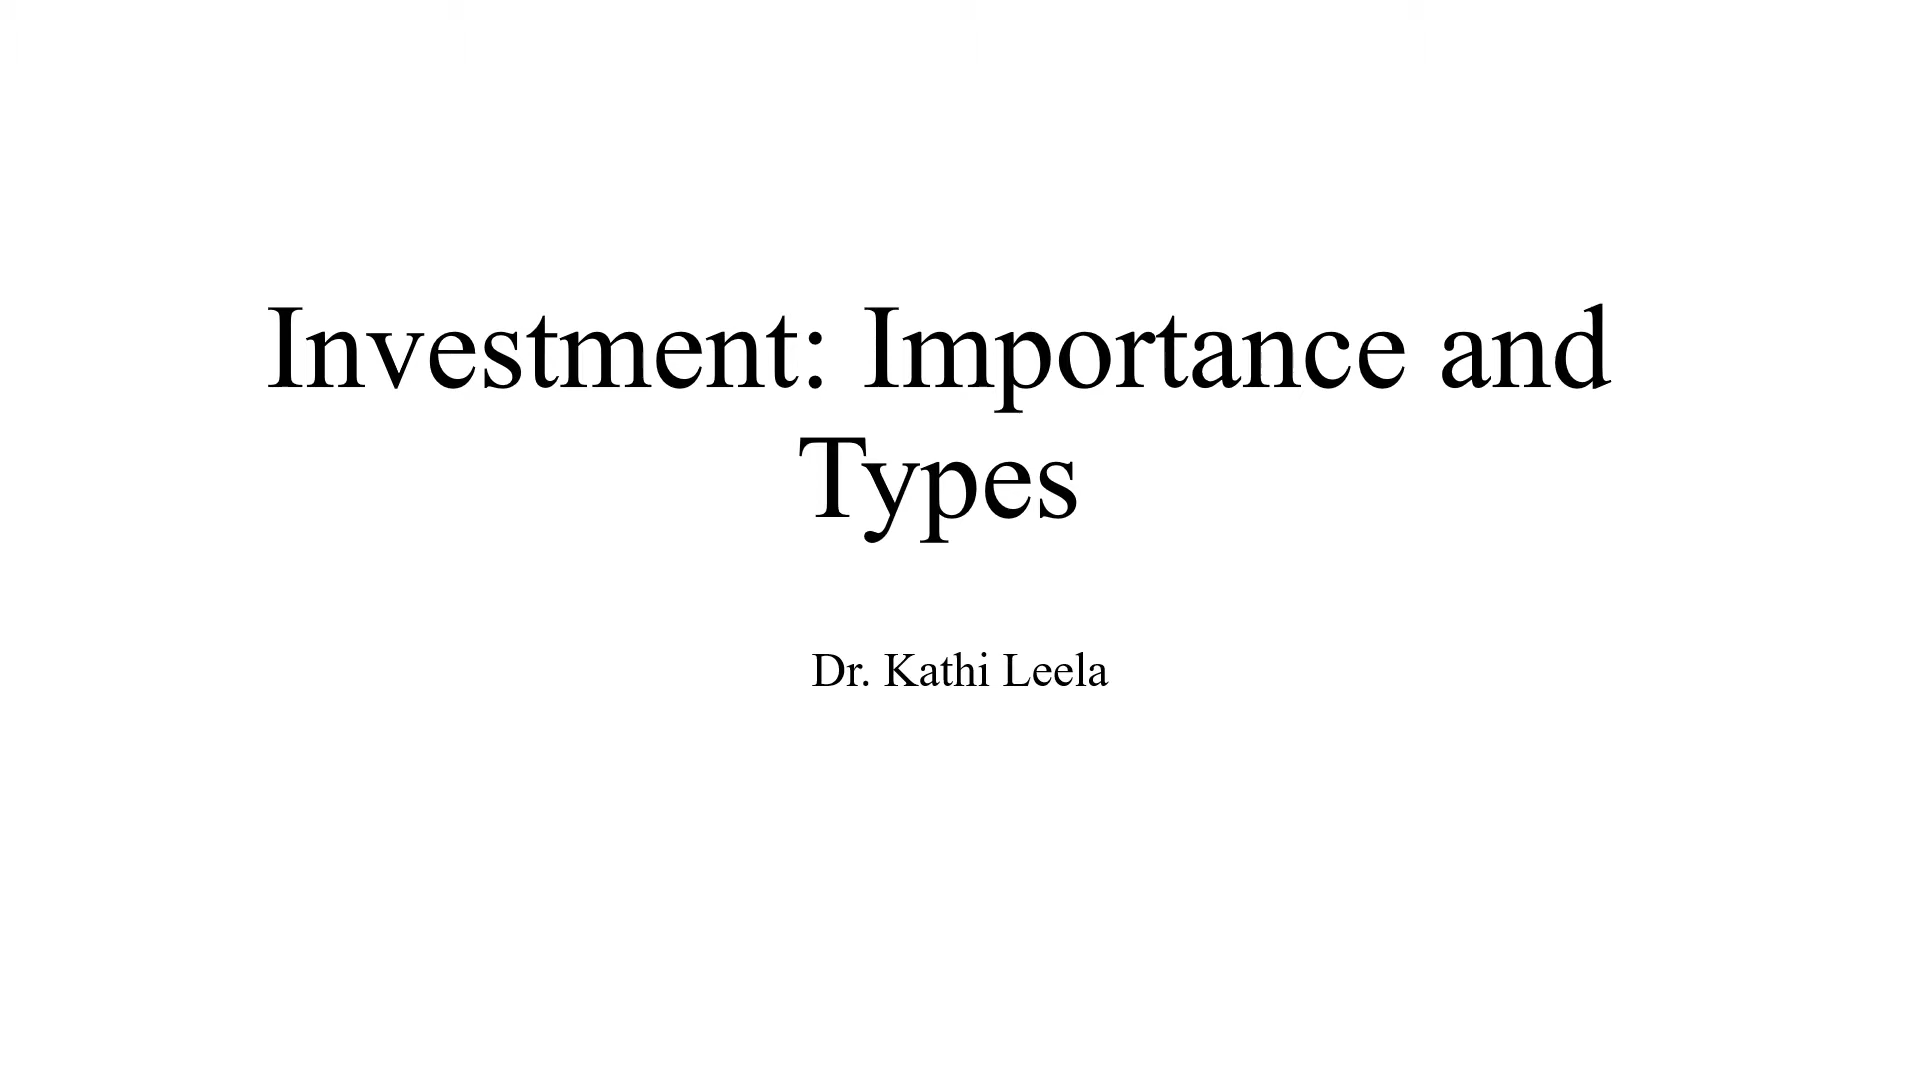 Investment: Importance and
Types
Dr. Kathi Leela